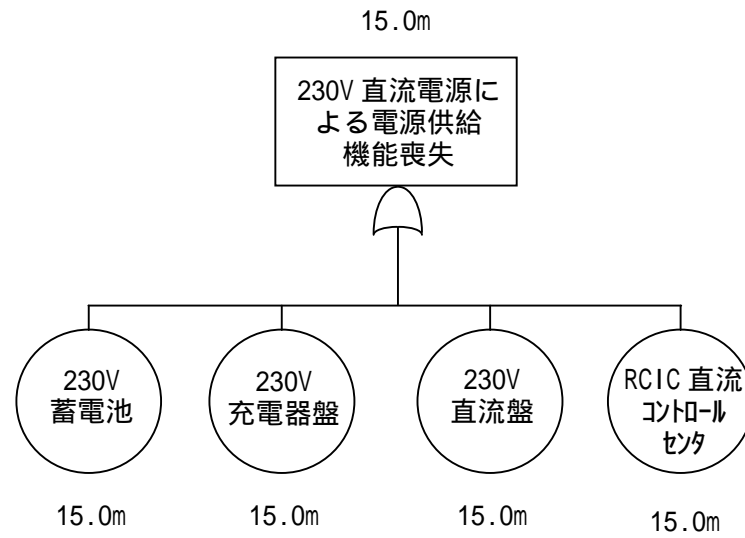 15.0m
230V 直流電源に
よる電源供給
機能喪失
230V
蓄電池
230V
充電器盤
230V
直流盤
RCIC 直流
コントロール
センタ
15.0m
15.0m
15.0m
15.0m